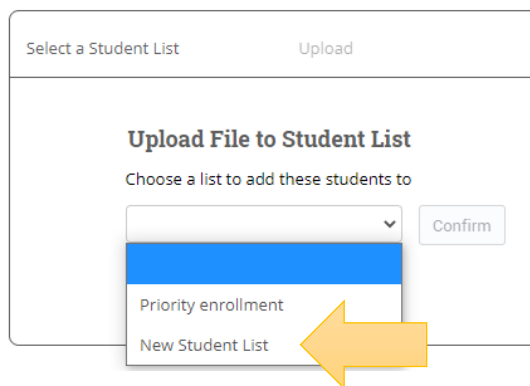 Select a Student List Upload
Upload File to Student List
Choose a list to add these students to
Confirm
Priority enrollment
New Student List